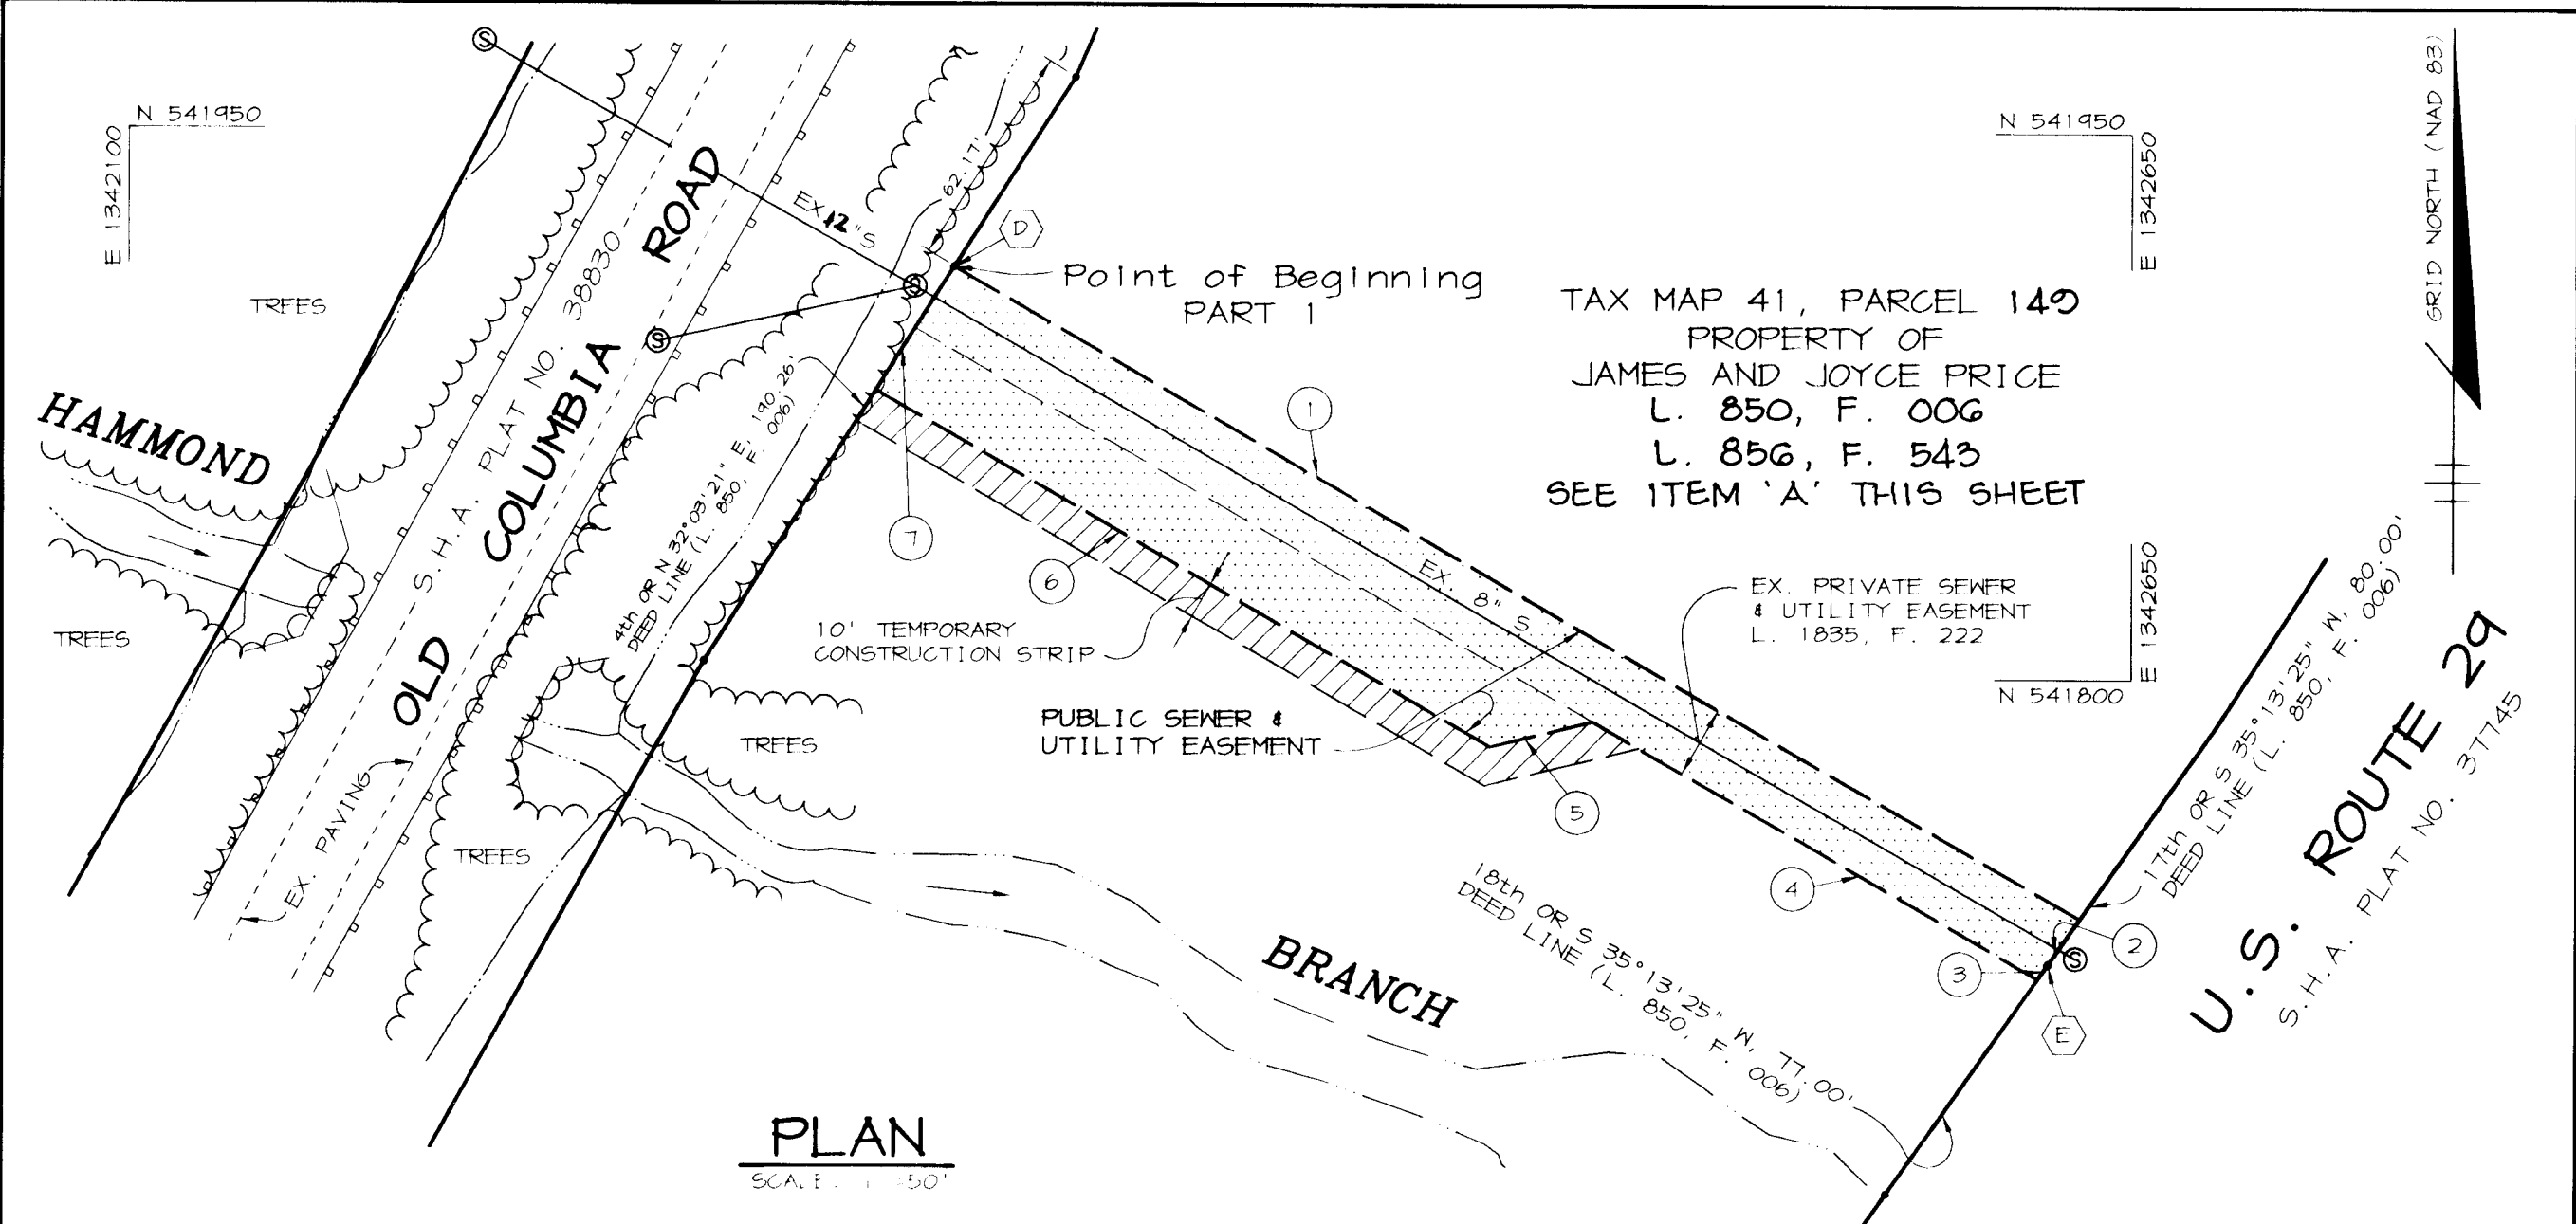 N 541950
E 1342100
TREES
HAMMOND
TREES
S.H.A. PLAT NO. 38830
OLD COLUMBIA ROAD
EX. PAVING
TREES
EX 12"S
62.17'
D
Point of Beginning
PART 1
4th OR N 32°03'21" E, 190.26'
DEED LINE (L. 850, F. 006)
7
6
1
10' TEMPORARY
CONSTRUCTION STRIP
TREES
PUBLIC SEWER &
UTILITY EASEMENT
EX. 8" S
5
TAX MAP 41, PARCEL 149
PROPERTY OF
JAMES AND JOYCE PRICE
L. 850, F. 006
L. 856, F. 543
SEE ITEM 'A' THIS SHEET
EX. PRIVATE SEWER
& UTILITY EASEMENT
L. 1835, F. 222
N 541950
E 1342650
E 1342650
N 541800
GRID NORTH (NAD 83)
17th OR S 35°13'25" W, 80.00'
DEED LINE (L. 850, F. 006)
U.S. ROUTE 29
S.H.A. PLAT NO. 37745
4
3
2
E
18th OR S 35°13'25" W, 77.00'
DEED LINE (L. 850, F. 006)
BRANCH
PLAN
S
S
S
S